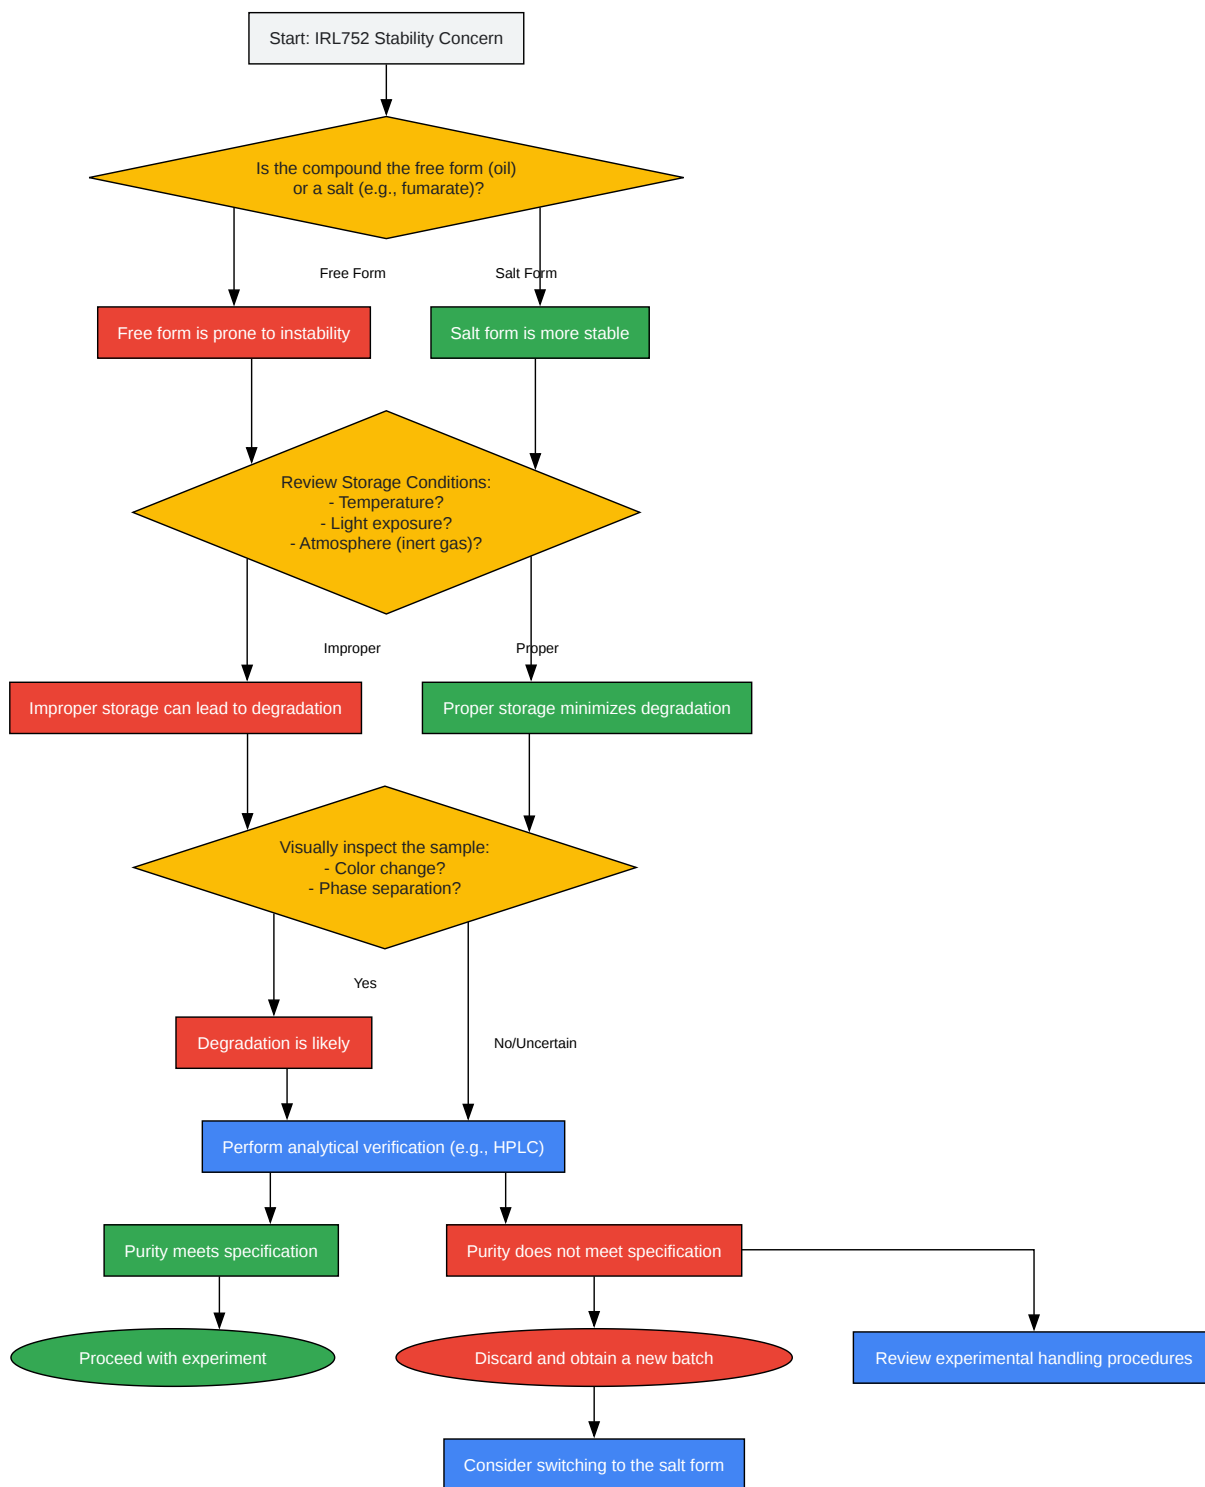 Start: IRL752 Stability Concern
Is the compound the free form (oil)
or a salt (e.g., fumarate)?
Free Form
Salt Form
Free form is prone to instability
Salt form is more stable
Review Storage Conditions:
- Temperature?
- Light exposure?
- Atmosphere (inert gas)?
Improper
Proper
Improper storage can lead to degradation
Proper storage minimizes degradation
Visually inspect the sample:
- Color change?
- Phase separation?
Yes
Degradation is likely
No/Uncertain
Perform analytical verification (e.g., HPLC)
Purity meets specification
Purity does not meet specification
Proceed with experiment
Discard and obtain a new batch
Review experimental handling procedures
Consider switching to the salt form